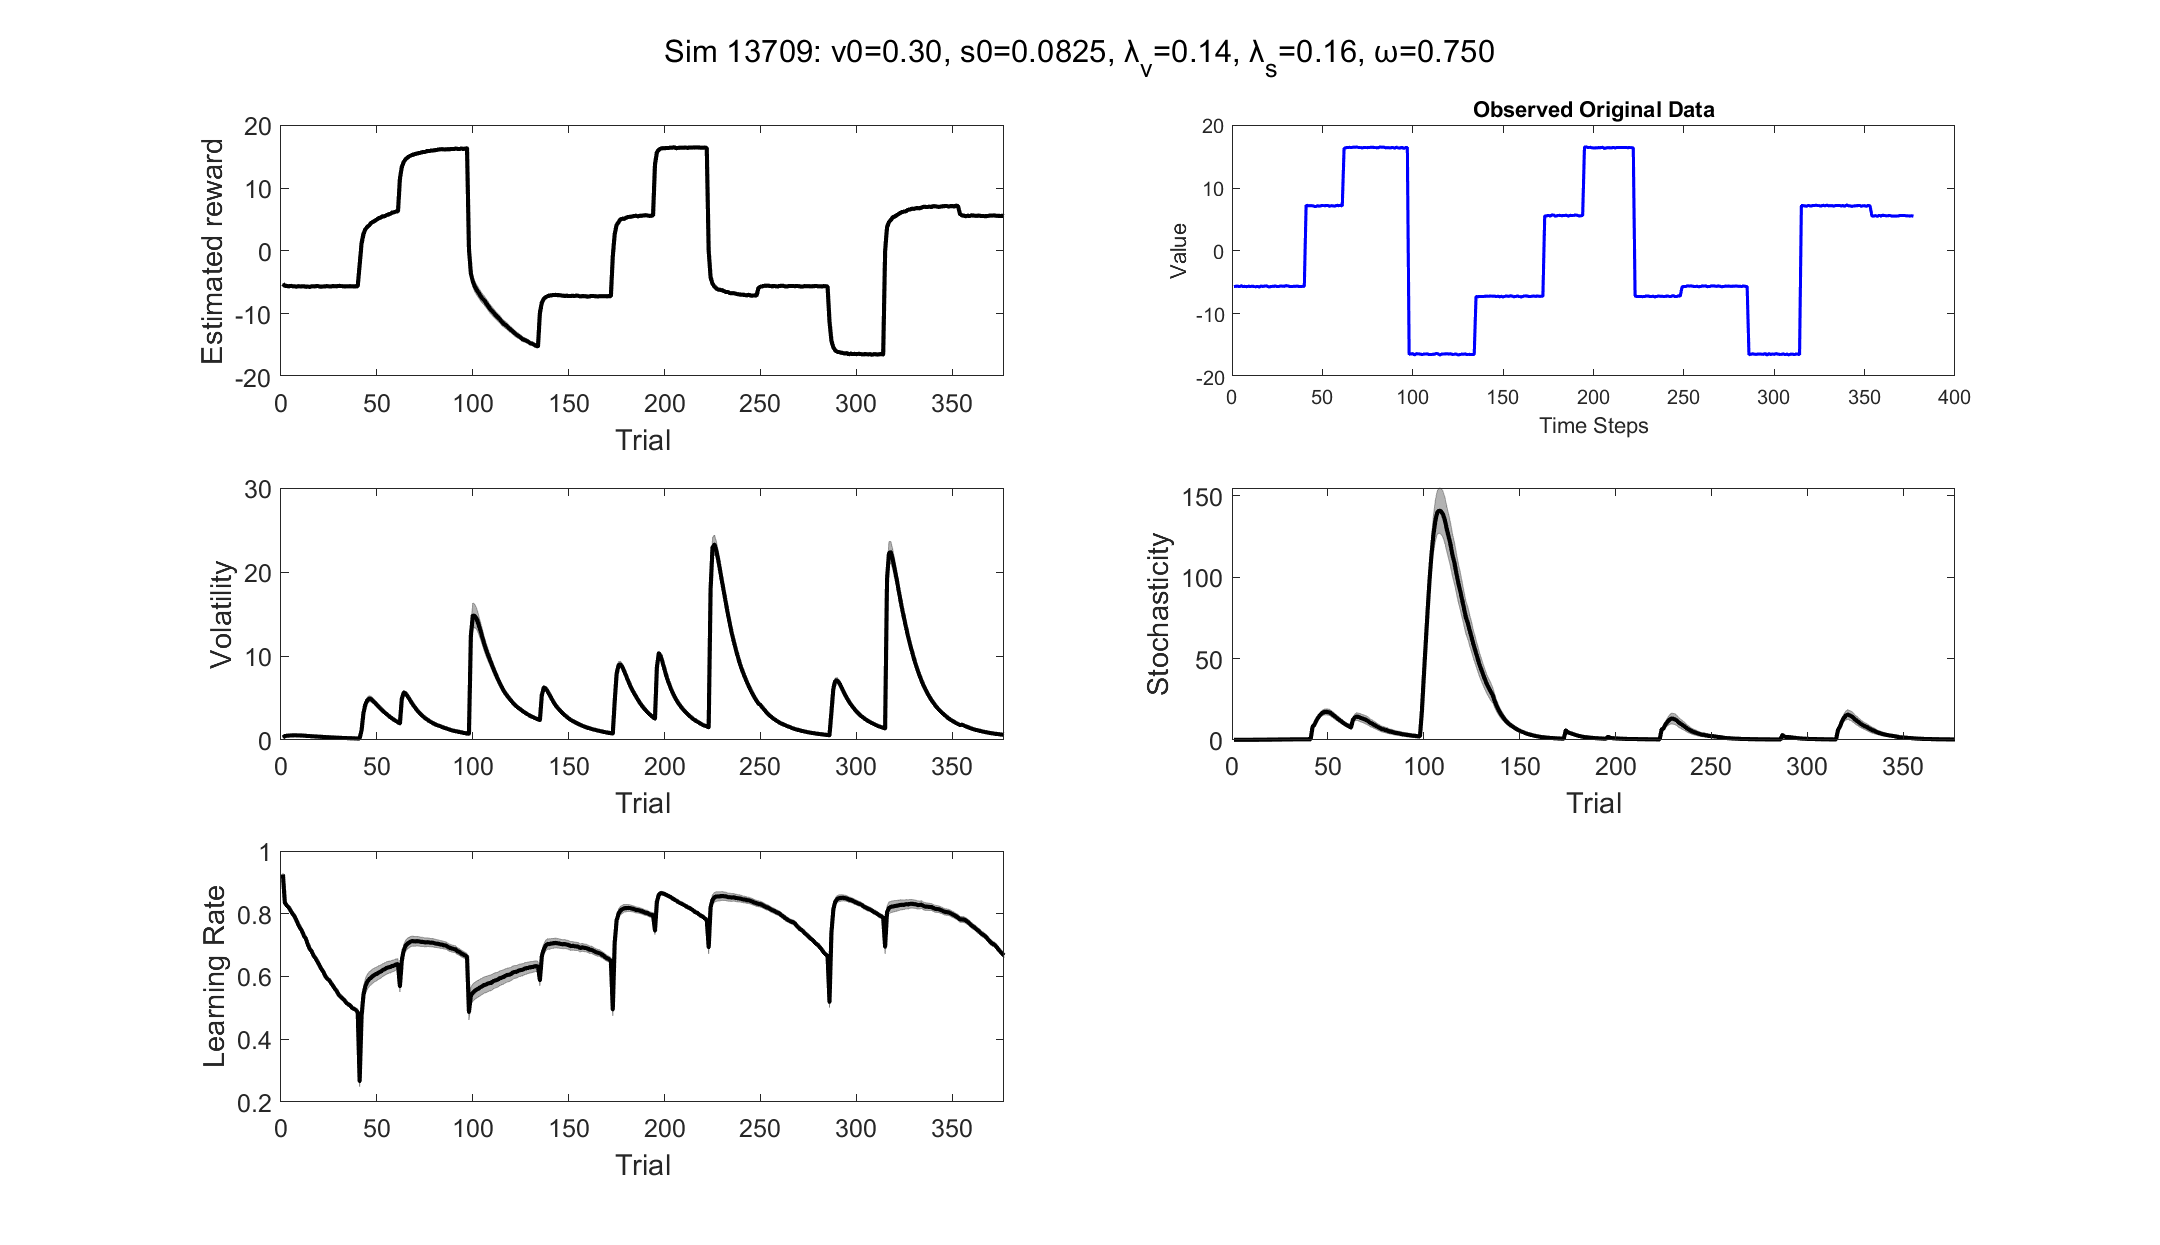 Sim 13709: v0=0.30, s0=0.0825, λ_v=0.14, λ_s=0.16, ω=0.750
Estimated reward
20
10
0
-10
-20
0 50 100 150 200 250 300 350
Trial
Observed Original Data
Value
20
10
0
-10
-20
0 50 100 150 200 250 300 350 400
Time Steps
Volatility
30
20
10
0
0 50 100 150 200 250 300 350
Trial
Stochasticity
150
100
50
0
0 50 100 150 200 250 300 350
Trial
Learning Rate
1
0.8
0.6
0.4
0.2
0 50 100 150 200 250 300 350
Trial